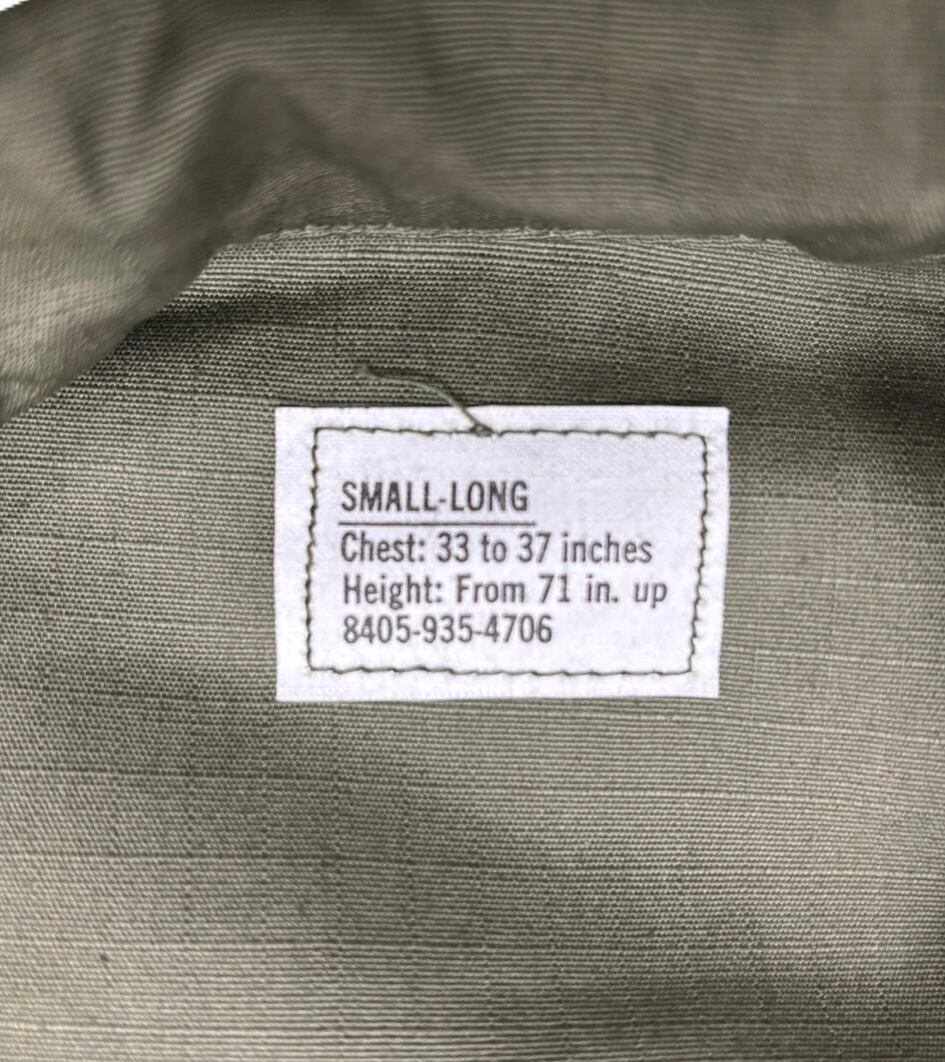 SMALL-LONG
Chest: 33 to 37 inches
Height: From 71 in. up
8405-935-4706